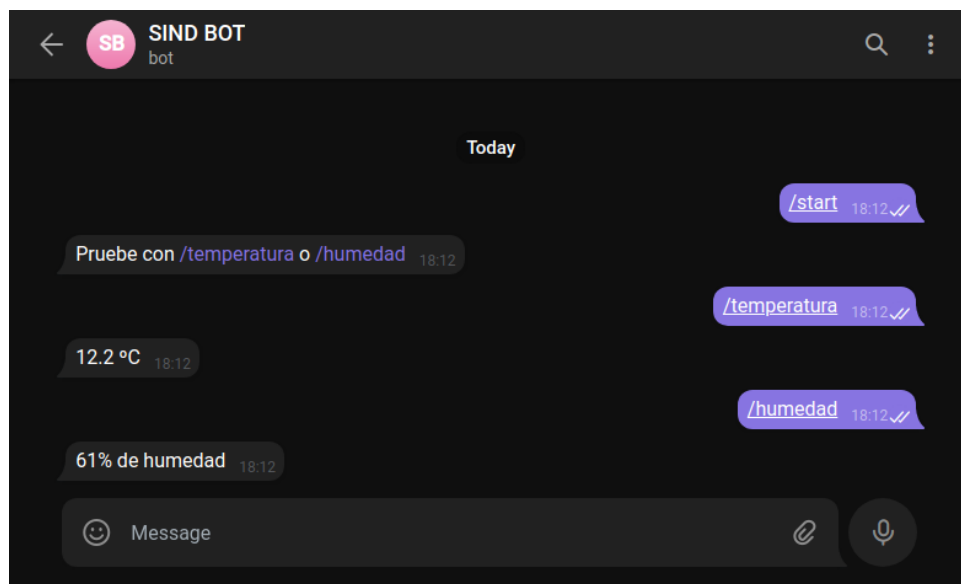 SB
SIND BOT
bot
Today
/start 18:12
Pruebe con /temperatura o /humedad 18:12
/temperatura 18:12
12.2 ºC 18:12
/humedad 18:12
61% de humedad 18:12
Message